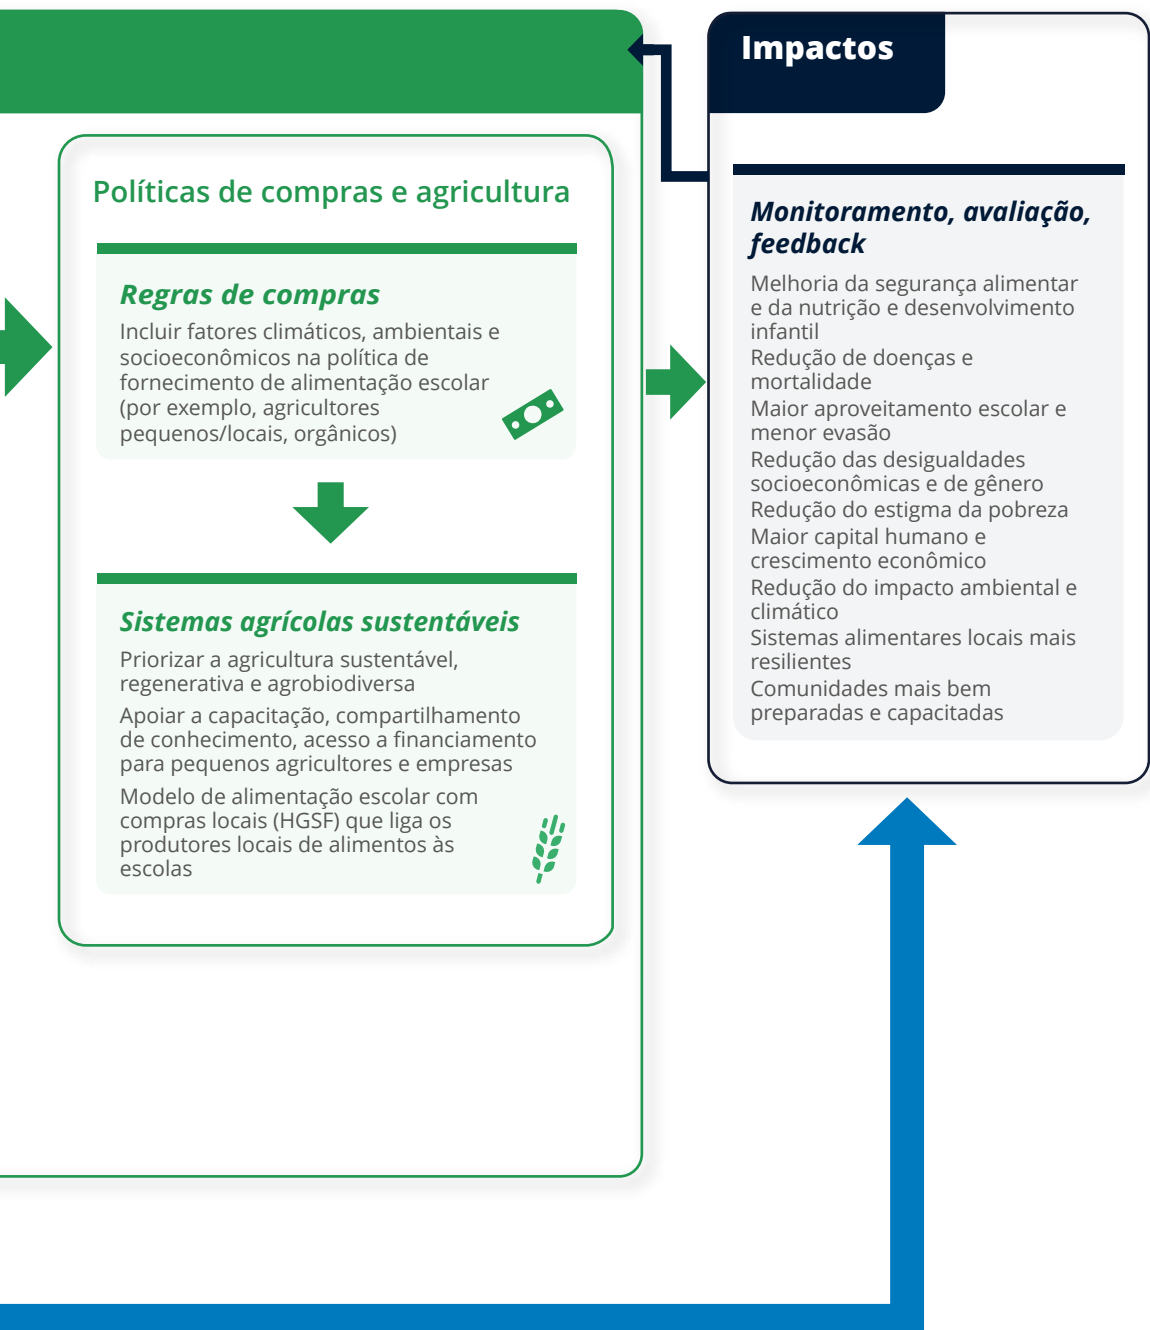 Políticas de compras e agricultura
Regras de compras
Incluir fatores climáticos, ambientais e
socioeconômicos na política de
fornecimento de alimentação escolar
(por exemplo, agricultores
pequenos/locais, orgânicos)
Sistemas agrícolas sustentáveis
Priorizar a agricultura sustentável,
regenerativa e agrobiodiversa
Apoiar a capacitação, compartilhamento
de conhecimento, acesso a financiamento
para pequenos agricultores e empresas
Modelo de alimentação escolar com
compras locais (HGSF) que liga os
produtores locais de alimentos às
escolas
Impactos
Monitoramento, avaliação,
feedback
Melhoria da segurança alimentar
e da nutrição e desenvolvimento
infantil
Redução de doenças e
mortalidade
Maior aproveitamento escolar e
menor evasão
Redução das desigualdades
socioeconômicas e de gênero
Redução do estigma da pobreza
Maior capital humano e
crescimento econômico
Redução do impacto ambiental e
climático
Sistemas alimentares locais mais
resilientes
Comunidades mais bem
preparadas e capacitadas